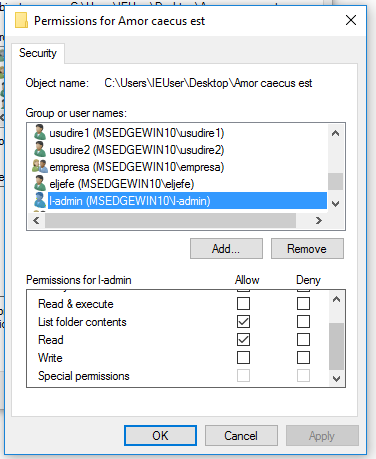 Permissions for Amor caecus est
Security
Object name: C:\Users\IEUser\Desktop\Amor caecus est
Group or user names:
usudire1 (MSEDGEWIN10\usudire1)
usudire2 (MSEDGEWIN10\usudire2)
empresa (MSEDGEWIN10\empresa)
eljefe (MSEDGEWIN10\eljefe)
l-admin (MSEDGEWIN10\l-admin)
Add... Remove
Permissions for l-admin Allow Deny
Read & execute
List folder contents
Read
Write
Special permissions
OK Cancel Apply